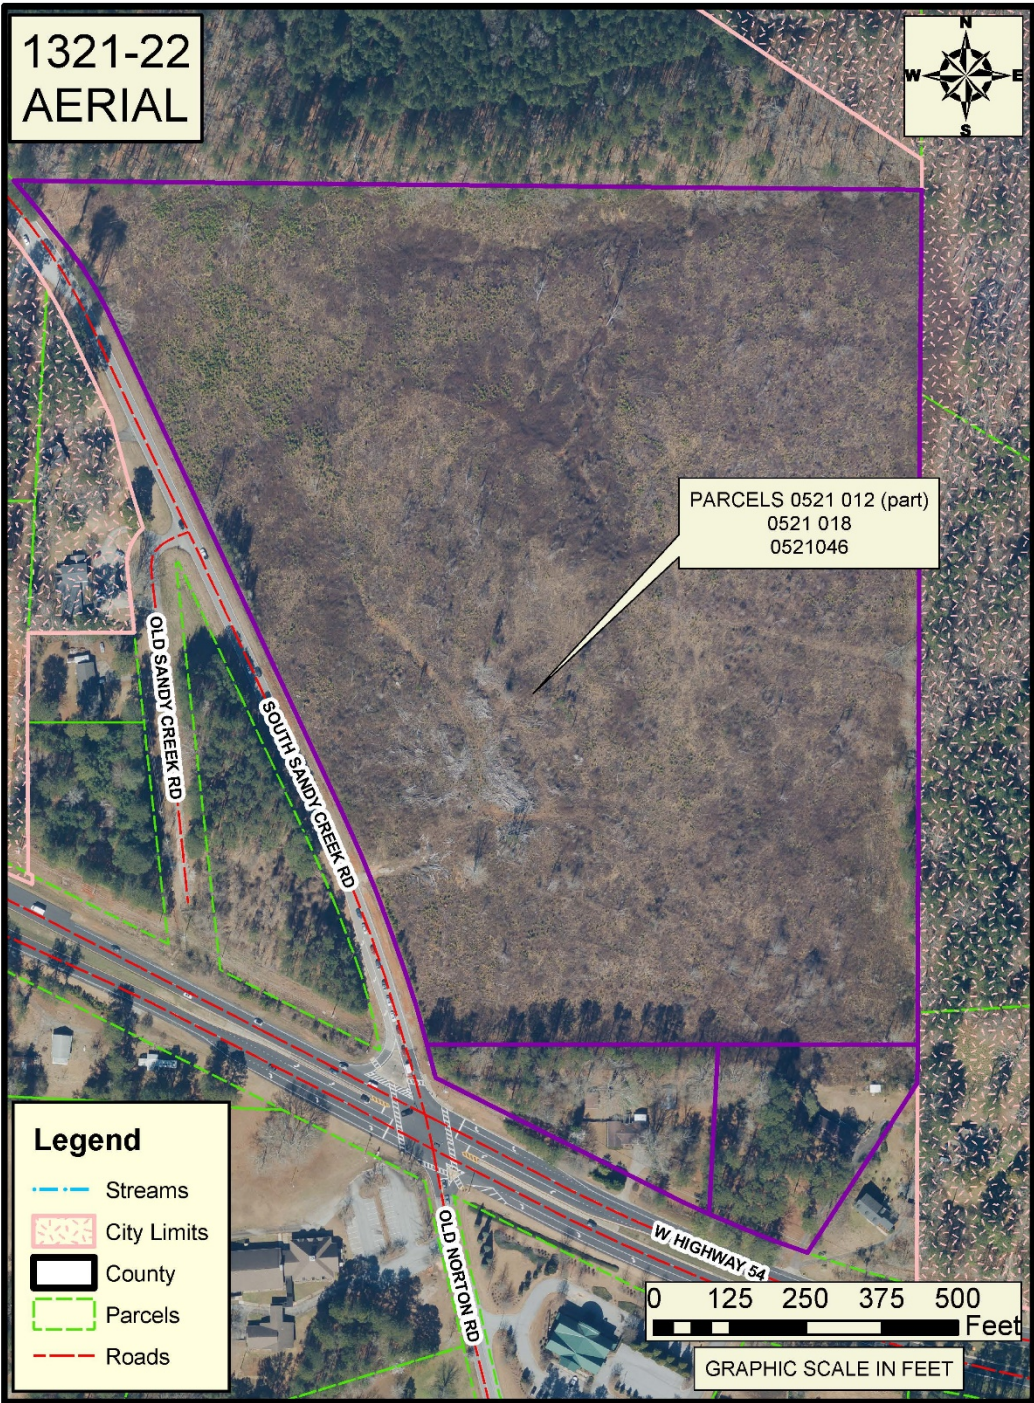 1321-22
AERIAL
N
W E
S
PARCELS 0521 012 (part)
0521 018
0521046
OLD SANDY CREEK RD
SOUTH SANDY CREEK RD
W HIGHWAY 54
OLD NORTON RD
Legend
Streams
City Limits
County
Parcels
Roads
0 125 250 375 500
Feet
GRAPHIC SCALE IN FEET